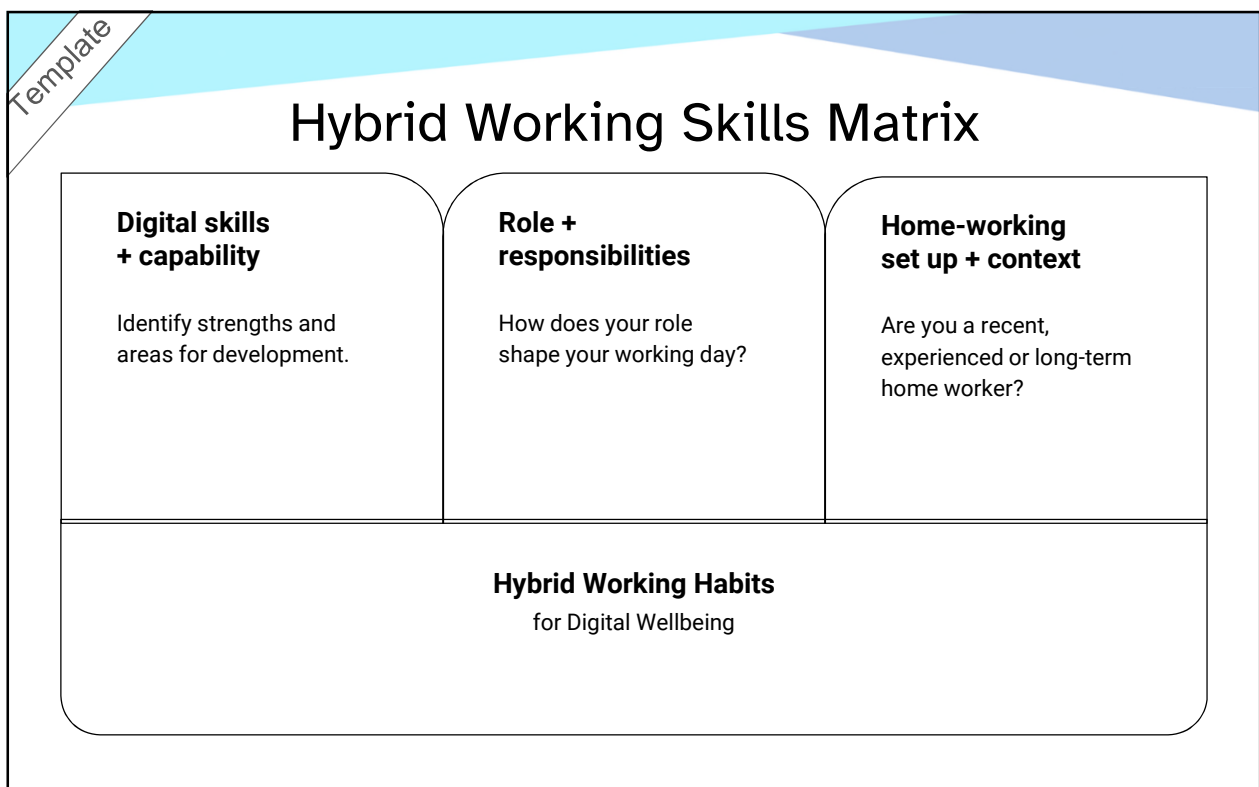 Template
Hybrid Working Skills Matrix
Digital skills
+ capability
Identify strengths and
areas for development.
Role +
responsibilities
How does your role
shape your working day?
Home-working
set up + context
Are you a recent,
experienced or long-term
home worker?
Hybrid Working Habits
for Digital Wellbeing